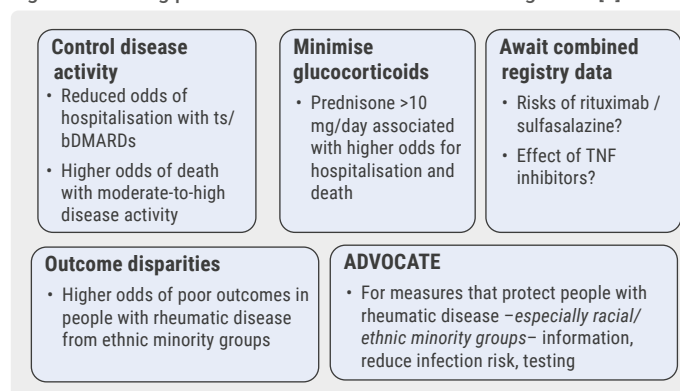 Control disease
activity
• Reduced odds of
hospitalisation with ts/
bDMARDs
• Higher odds of death
with moderate-to-high
disease activity
Minimise
glucocorticoids
• Prednisone >10
mg/day associated
with higher odds for
hospitalisation and
death
Await combined
registry data
• Risks of rituximab /
sulfasalazine?
• Effect of TNF
inhibitors?
Outcome disparities
• Higher odds of poor outcomes in
people with rheumatic disease
from ethnic minority groups
ADVOCATE
• For measures that protect people with
rheumatic disease –especially racial/
ethnic minority groups– information,
reduce infection risk, testing